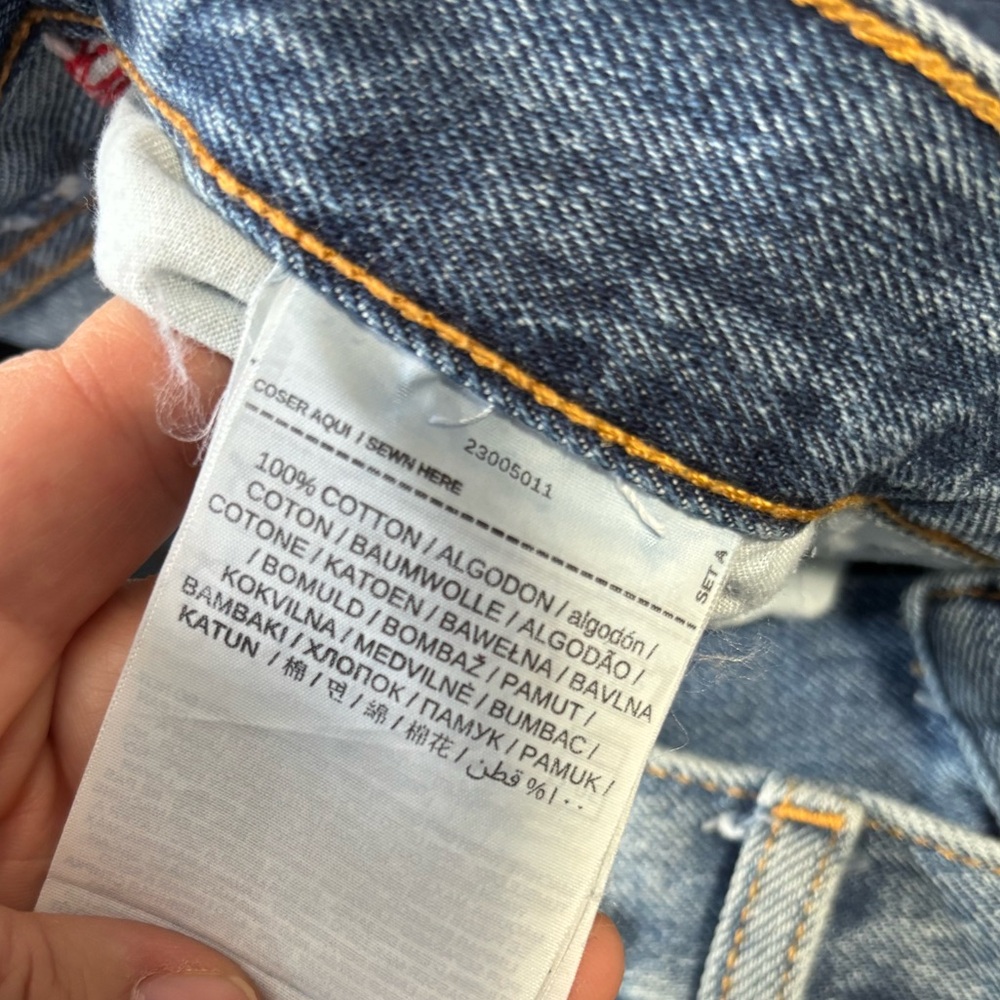 COSER AQUI / SEWN HERE
23005011
SET A
100% COTTON / ALGODON / algodón /
COTON / BAUMWOLLE / ALGODÃO /
COTONE / KATOEN / BAWEŁNA / BAVLNA
/ BOMULD / BOMBAŽ / PAMUT /
KOKVILNA / MEDVILNĖ / BUMBAC /
BAMBAKI / ХЛОПОК / ПАМУК / PAMUK /
KATUN / 棉 / 면 / 綿 / 棉花 / قطن %١٠٠